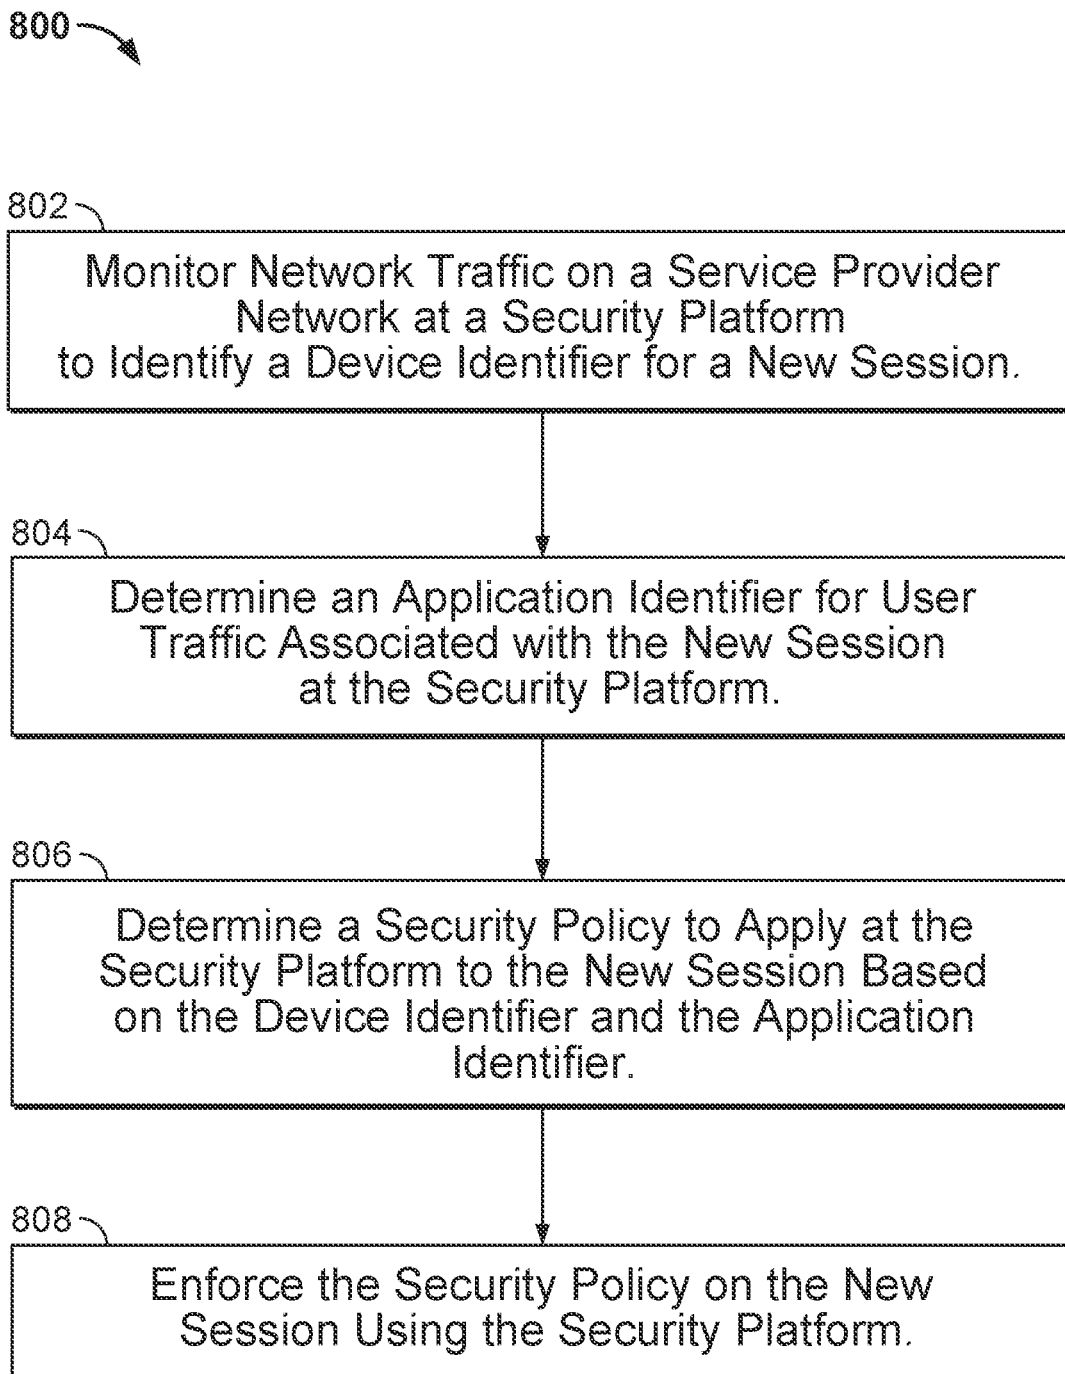 800
802
Monitor Network Traffic on a Service Provider
Network at a Security Platform
to Identify a Device Identifier for a New Session.
804
Determine an Application Identifier for User
Traffic Associated with the New Session
at the Security Platform.
806
Determine a Security Policy to Apply at the
Security Platform to the New Session Based
on the Device Identifier and the Application
Identifier.
808
Enforce the Security Policy on the New
Session Using the Security Platform.